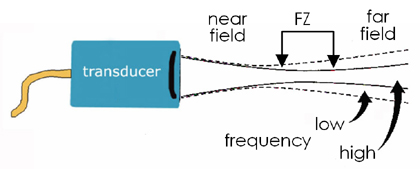 near
field
FZ
far
field
transducer
frequency
low
high